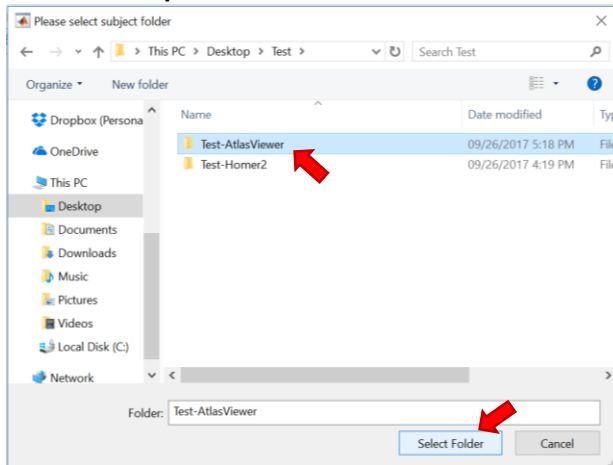 Please select subject folder
This PC > Desktop > Test >
Search Test
Organize
New folder
Name
Date modified
Dropbox (Persona
OneDrive
This PC
Desktop
Documents
Downloads
Music
Pictures
Videos
Local Disk (C:)
Network
Test-AtlasViewer 09/26/2017 5:18 PM
Test-Homer2 09/26/2017 4:19 PM
Folder: Test-AtlasViewer
Select Folder
Cancel